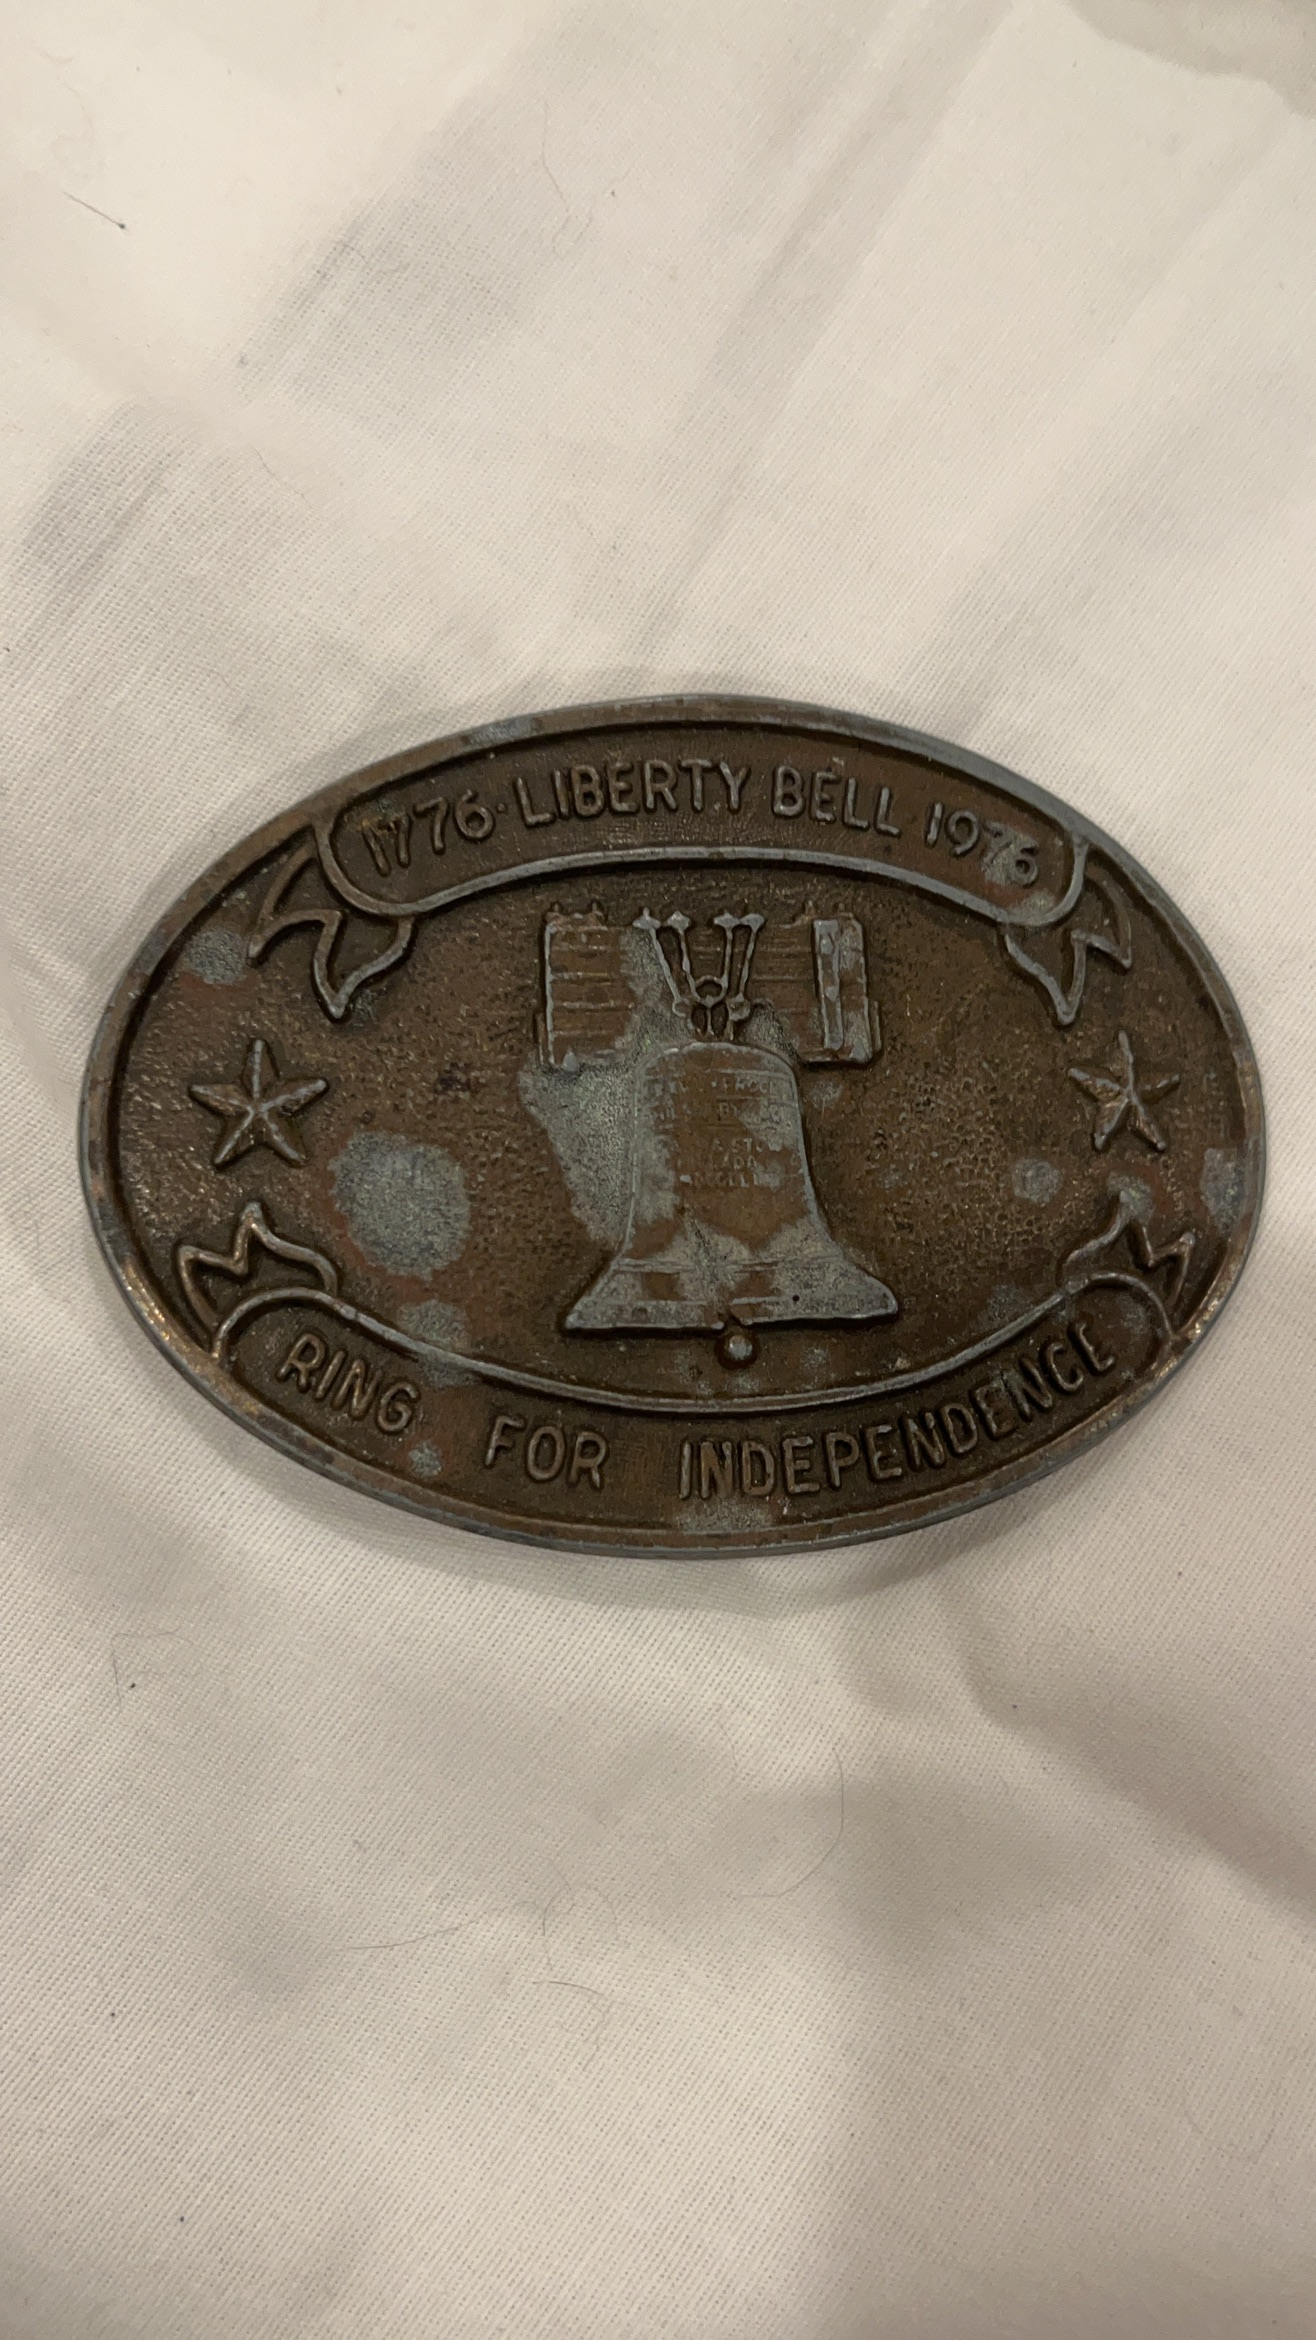 1776·LIBERTY BELL 1976
RING FOR INDEPENDENCE